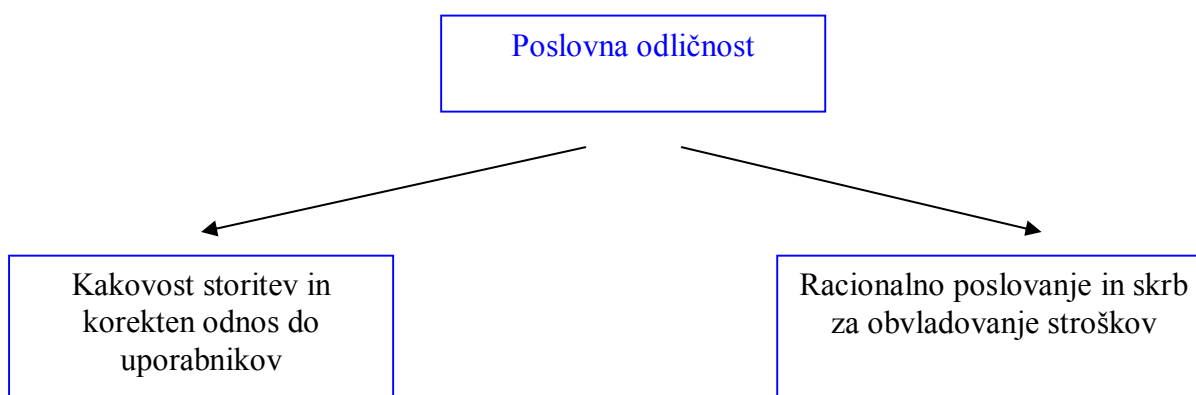 Poslovna odličnost
Kakovost storitev in
korekten odnos do
uporabnikov
Racionalno poslovanje in skrb
za obvladovanje stroškov